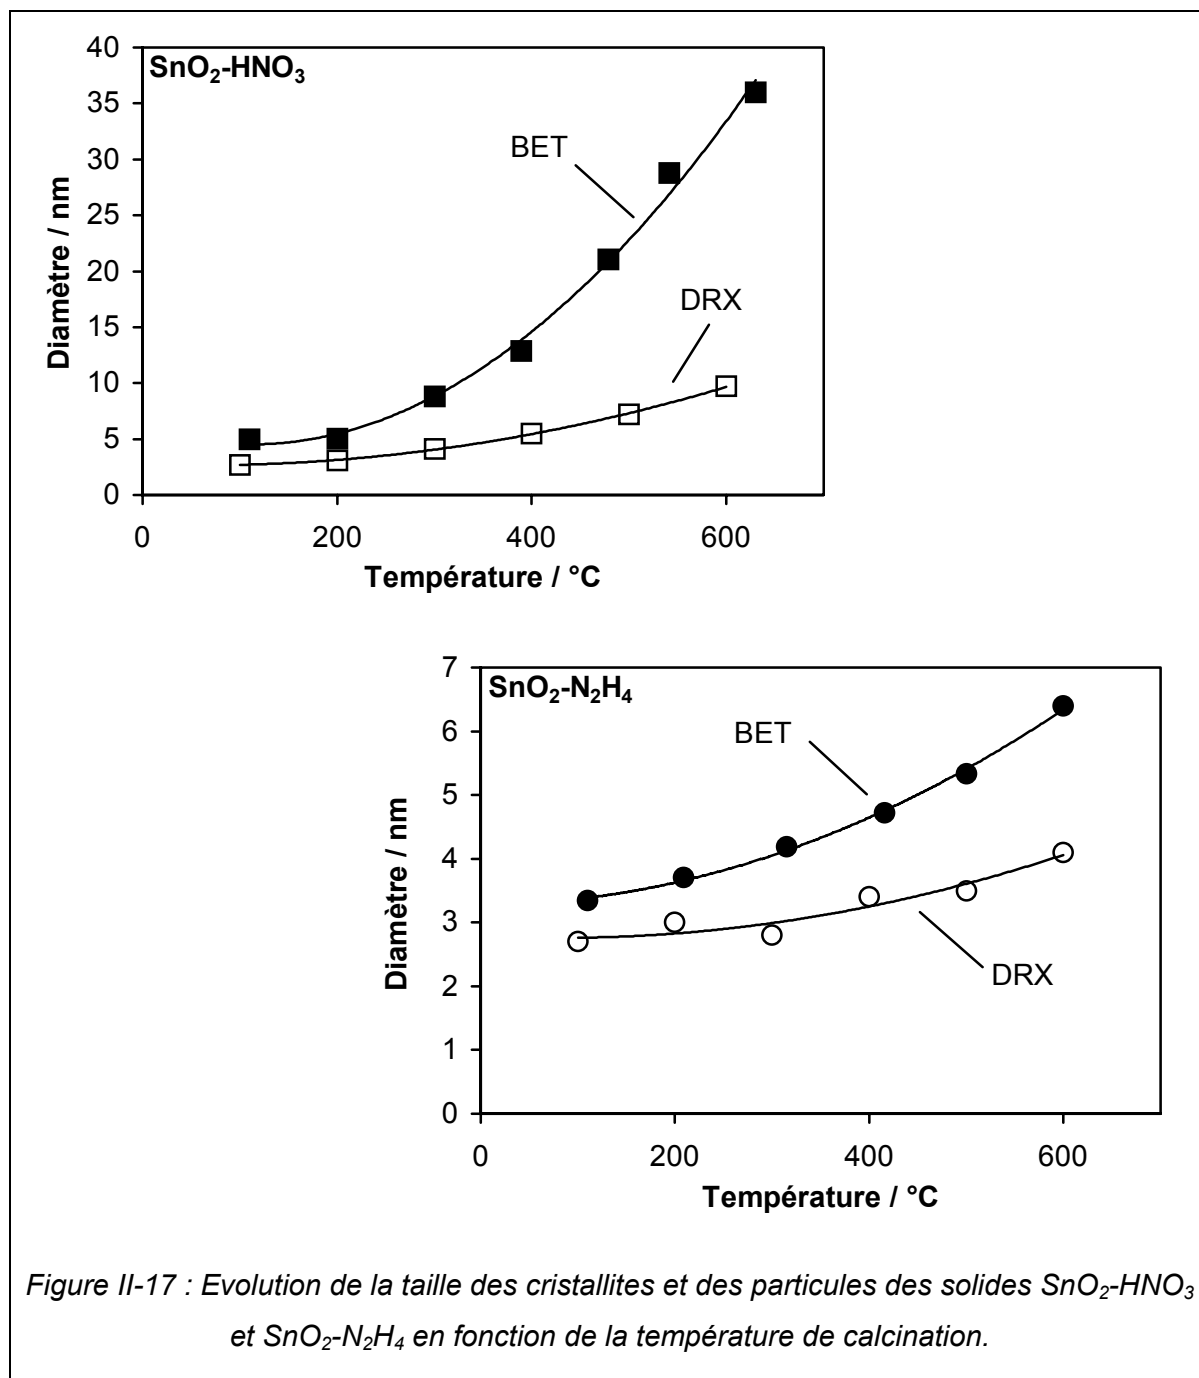 SnO₂-HNO₃
40
35
30
25
20
15
10
5
0
Diamètre / nm
BET
DRX
0 200 400 600
Température / °C
SnO₂-N₂H₄
7
6
5
4
3
2
1
0
Diamètre / nm
BET
DRX
0 200 400 600
Température / °C
Figure II-17 : Evolution de la taille des cristallites et des particules des solides SnO₂-HNO₃
et SnO₂-N₂H₄ en fonction de la température de calcination.